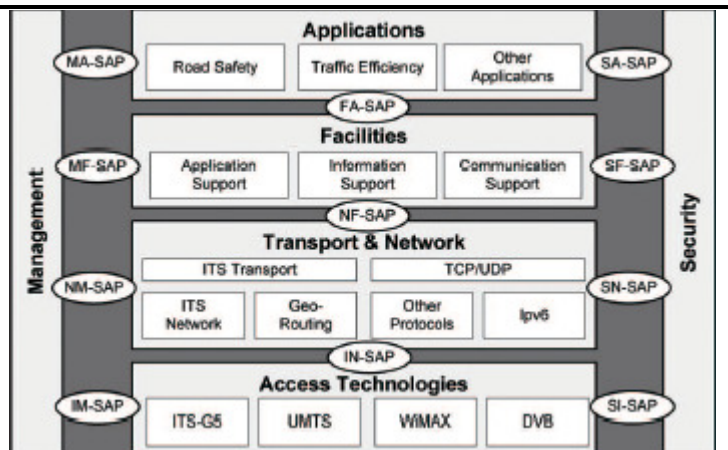 Applications
MA-SAP
Road Safety
Traffic Efficiency
Other
Applications
SA-SAP
FA-SAP
Facilities
MF-SAP
Application
Support
Information
Support
Communication
Support
SF-SAP
NF-SAP
Management
Security
Transport & Network
ITS Transport
TCP/UDP
NM-SAP
ITS
Network
Geo-
Routing
Other
Protocols
Ipv6
SN-SAP
IN-SAP
Access Technologies
IM-SAP
ITS-G5
UMTS
WiMAX
DVB
SI-SAP